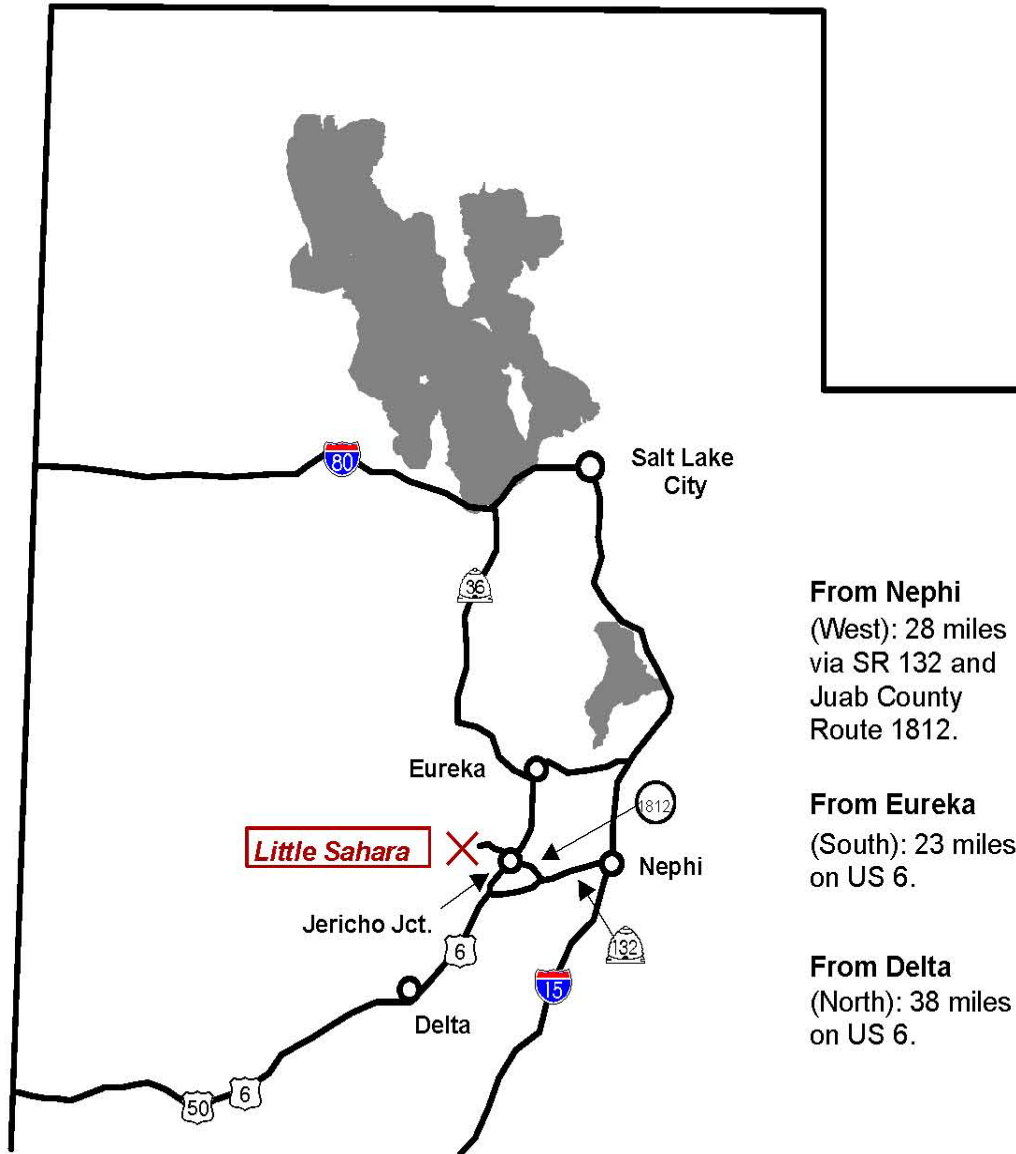 80
Salt Lake
City
36
From Nephi
(West): 28 miles
via SR 132 and
Juab County
Route 1812.
Eureka
1812
From Eureka
(South): 23 miles
on US 6.
Little Sahara
Nephi
Jericho Jct.
6
132
From Delta
(North): 38 miles
on US 6.
15
Delta
50
6